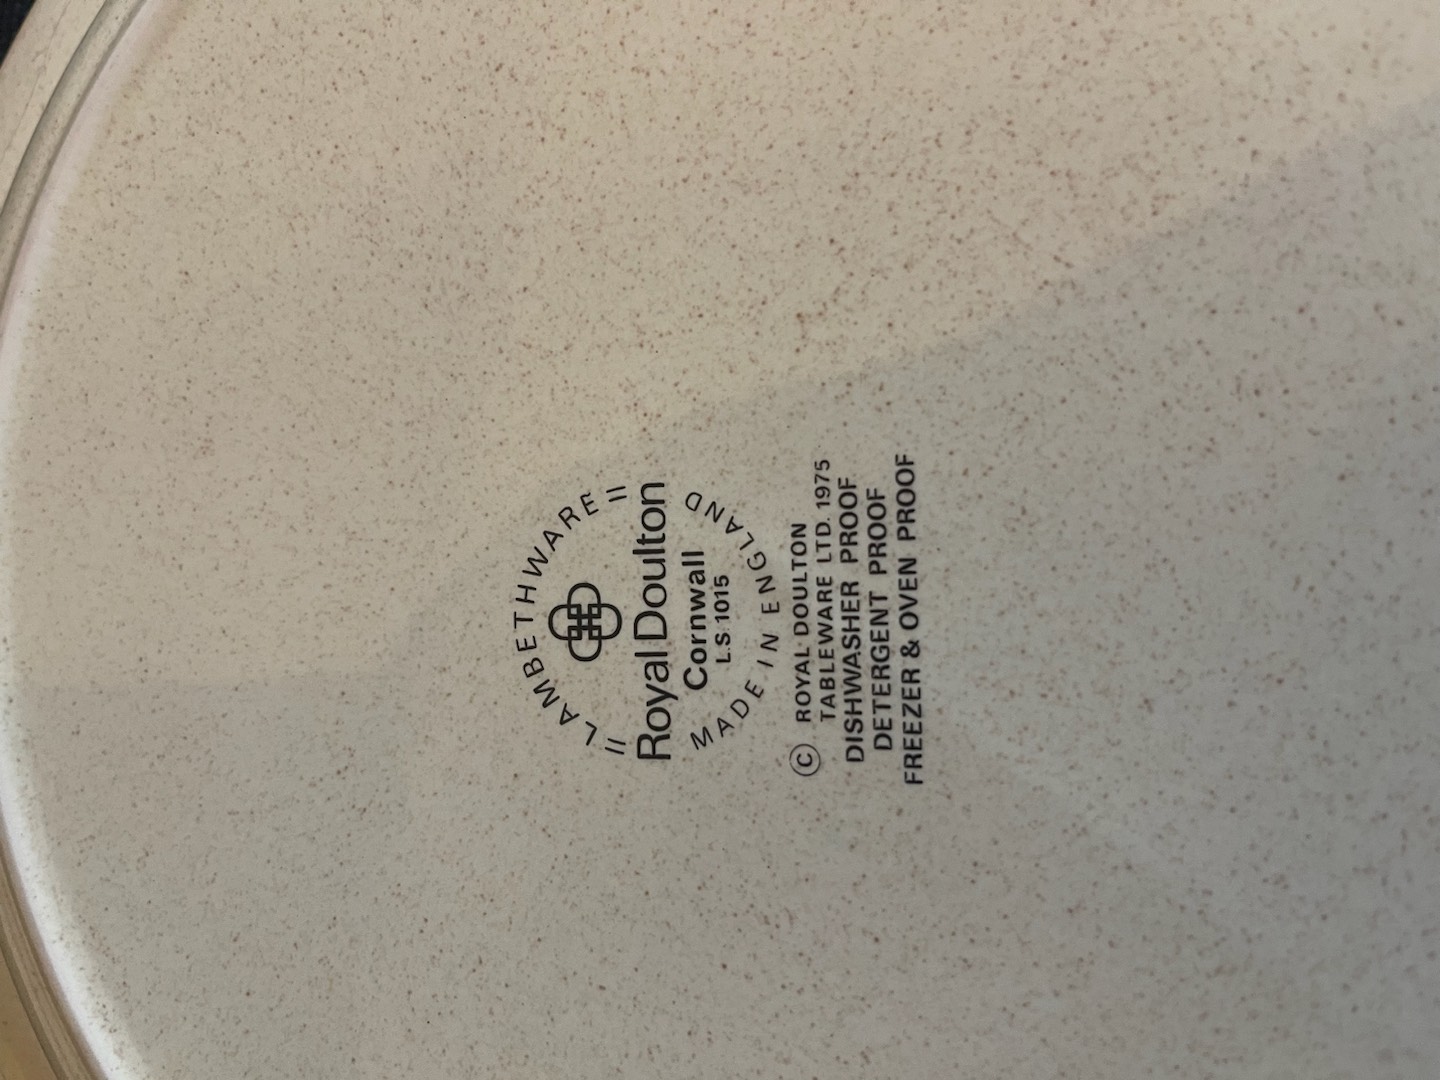 LAMBETHWARE
Royal Doulton
Cornwall
L.S. 1015
MADE IN ENGLAND
© ROYAL DOULTON
TABLEWARE LTD. 1975
DISHWASHER PROOF
DETERGENT PROOF
FREEZER & OVEN PROOF